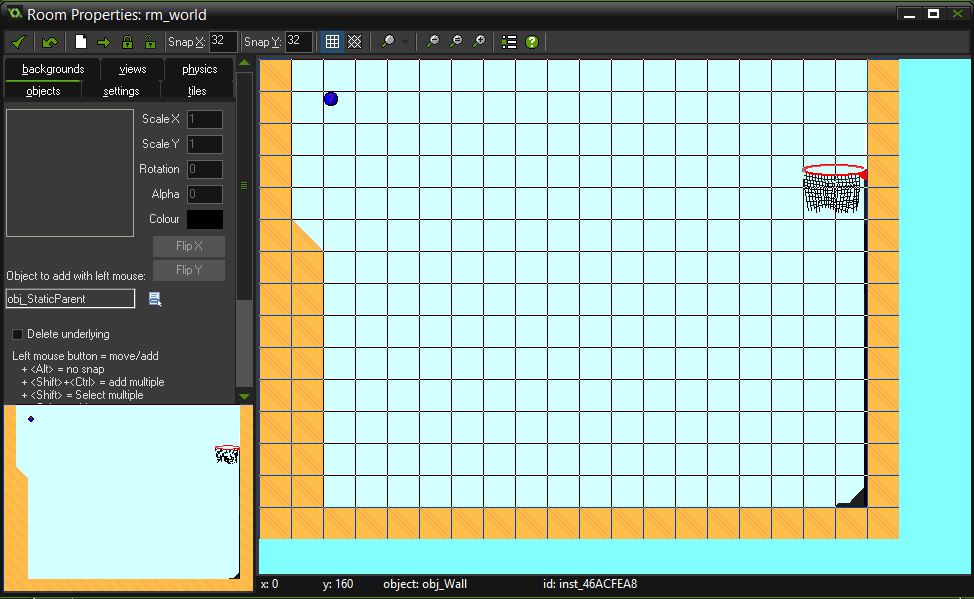 Room Properties: rm_world
Snap X: 32 Snap Y: 32
backgrounds views physics
objects settings tiles
Scale X 1
Scale Y 1
Rotation 0
Alpha 0
Colour
Flip X
Flip Y
Object to add with left mouse:
obj_StaticParent
Delete underlying
Left mouse button = move/add
+ <Alt> = no snap
+ <Shift>+<Ctrl> = add multiple
+ <Shift> = Select multiple
x: 0 y: 160 object: obj_Wall id: inst_46ACFEA8